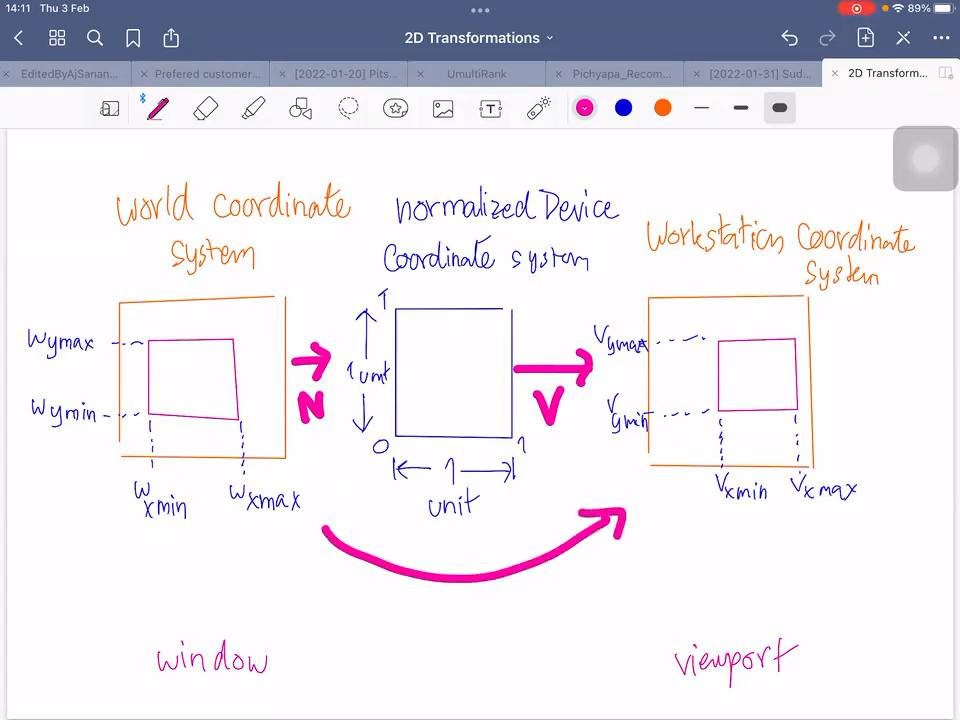 14:11 Thu 3 Feb
89%
2D Transformations
EditedByAjSanan...
Prefered customer...
[2022-01-20] Pits...
UmultiRank
Pichyapa_Recom...
[2022-01-31] Sud...
2D Transform...
World Coordinate
system
normalized Device
Coordinate system
Workstation Coordinate
system
Wymax
Wymin
Wxmin
Wxmax
N
1
1 unit
0
1
1
unit
V
Vymax
Vymin
Vxmin
Vxmax
window
viewport